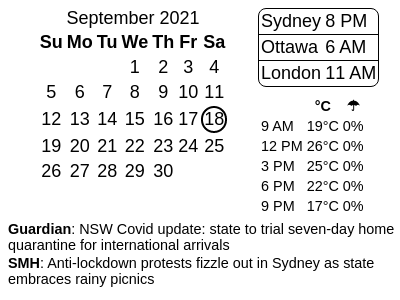 September 2021
Su Mo Tu We Th Fr Sa
1 2 3 4
5 6 7 8 9 10 11
12 13 14 15 16 17 18
19 20 21 22 23 24 25
26 27 28 29 30
Sydney 8 PM
Ottawa 6 AM
London 11 AM
°C ☂
9 AM 19°C 0%
12 PM 26°C 0%
3 PM 25°C 0%
6 PM 22°C 0%
9 PM 17°C 0%
Guardian: NSW Covid update: state to trial seven-day home
quarantine for international arrivals
SMH: Anti-lockdown protests fizzle out in Sydney as state
embraces rainy picnics